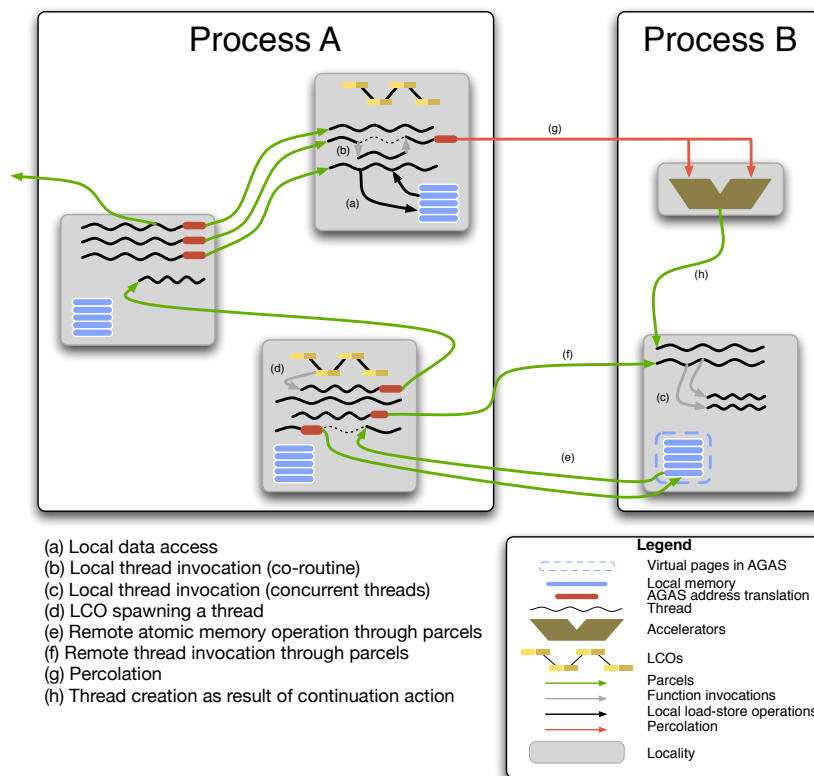 Process A
Process B
(g)
(b)
(a)
(h)
(f)
(d)
(c)
(e)
(a) Local data access
(b) Local thread invocation (co-routine)
(c) Local thread invocation (concurrent threads)
(d) LCO spawning a thread
(e) Remote atomic memory operation through parcels
(f) Remote thread invocation through parcels
(g) Percolation
(h) Thread creation as result of continuation action
Legend
Virtual pages in AGAS
Local memory
AGAS address translation
Thread
Accelerators
LCOs
Parcels
Function invocations
Local load-store operations
Percolation
Locality